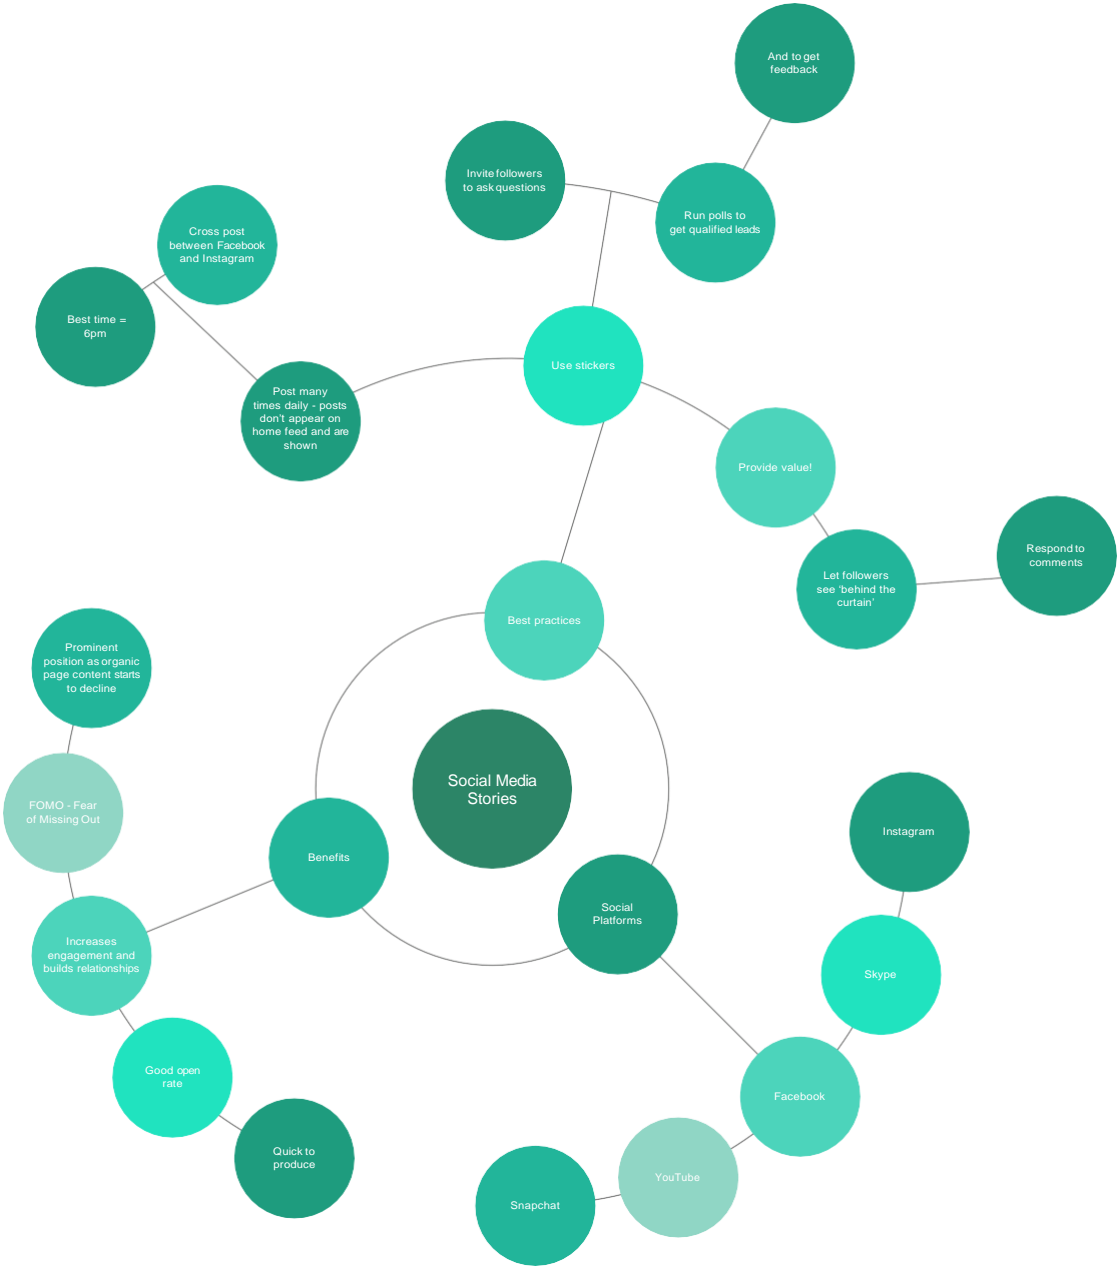 And to get
feedback
Invite followers
to ask questions
Run polls to
get qualified leads
Cross post
between Facebook
and Instagram
Best time =
6pm
Use stickers
Post many
times daily - posts
don't appear on
home feed and are
shown
Provide value!
Respond to
comments
Let followers
see ‘behind the
curtain’
Best practices
Prominent
position as organic
page content starts
to decline
Social Media
Stories
FOMO - Fear
of Missing Out
Instagram
Benefits
Social
Platforms
Increases
engagement and
builds relationships
Skype
Good open
rate
Facebook
Quick to
produce
YouTube
Snapchat